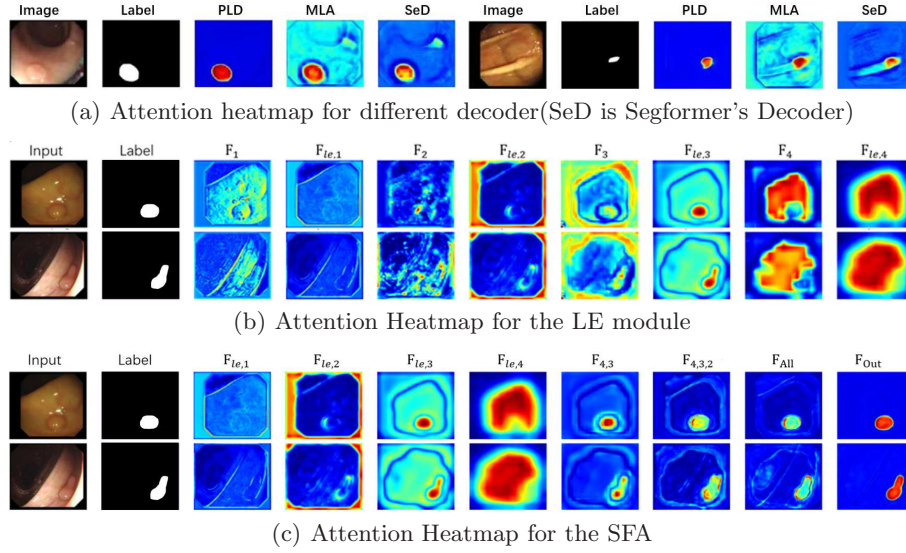 Image Label PLD MLA SeD Image Label PLD MLA SeD
(a) Attention heatmap for different decoder(SeD is Segformer's Decoder)
Input Label F1 Fle,1 F2 Fle,2 F3 Fle,3 F4 Fle,4
(b) Attention Heatmap for the LE module
Input Label Fle,1 Fle,2 Fle,3 Fle,4 F4,3 F4,3,2 FAll FOut
(c) Attention Heatmap for the SFA